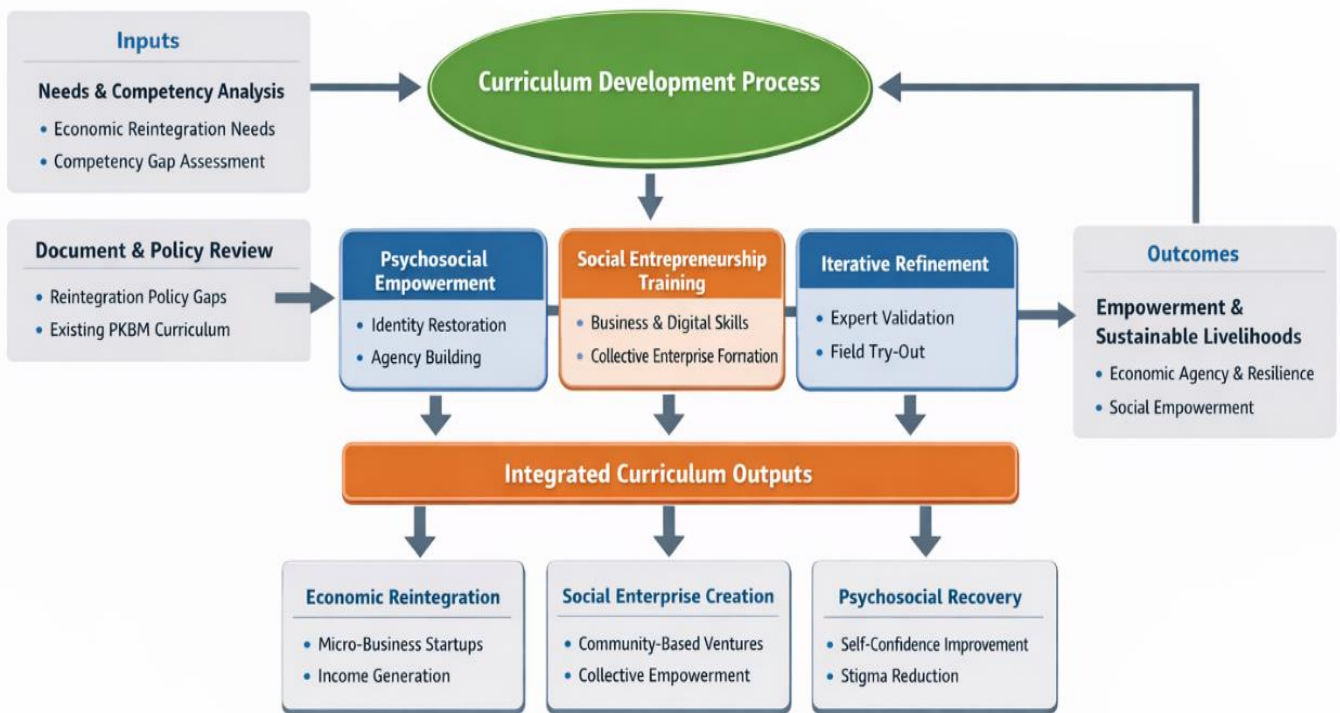 Inputs
Needs & Competency Analysis
• Economic Reintegration Needs
• Competency Gap Assessment
Curriculum Development Process
Document & Policy Review
• Reintegration Policy Gaps
• Existing PKBM Curriculum
Psychosocial
Empowerment
• Identity Restoration
• Agency Building
Social Entrepreneurship
Training
• Business & Digital Skills
• Collective Enterprise Fornation
Iterative Refinement
• Expert Validation
• Field Try-Out
Outcomes
Empowerment &
Sustainable Livelihoods
• Economic Agency & Resilience
• Social Empowerment
Integrated Curriculum Outputs
Economic Reintegration
• Micro-Business Startups
• Income Generation
Social Enterprise Creation
• Community-Based Ventures
• Collective Empowerment
Psychosocial Recovery
• Self-Confidence Improvement
• Stigma Reduction